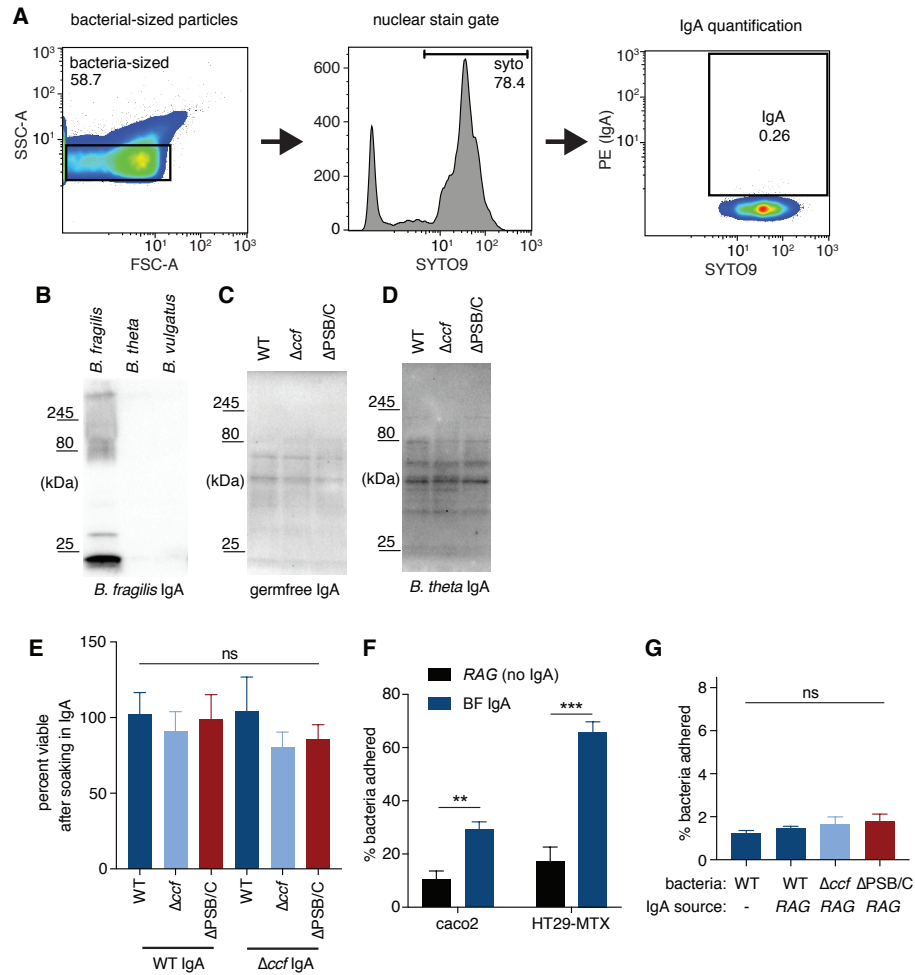 A
bacterial-sized particles
nuclear stain gate
IgA quantification
10³
10²
10¹
SSC-A
bacteria-sized
58.7
10¹ 10² 10³
FSC-A
600
400
200
0
syto
78.4
10¹ 10² 10³
SYTO9
10³
10²
10¹
PE (IgA)
IgA
0.26
10¹ 10² 10³
SYTO9
B
B. fragilis
B. theta
B. vulgatus
245
80
(kDa)
25
B. fragilis IgA
C
WT
Δccf
ΔPSB/C
245
80
(kDa)
25
germfree IgA
D
WT
Δccf
ΔPSB/C
245
80
(kDa)
25
B. theta IgA
E
percent viable
after soaking in IgA
150
100
50
0
ns
WT
Δccf
ΔPSB/C
WT
Δccf
ΔPSB/C
WT IgA
Δccf IgA
F
RAG (no IgA)
BF IgA
% bacteria adhered
80
60
40
20
0
**
***
caco2
HT29-MTX
G
% bacteria adhered
8
6
4
2
0
ns
bacteria: WT WT Δccf ΔPSB/C
IgA source: - RAG RAG RAG